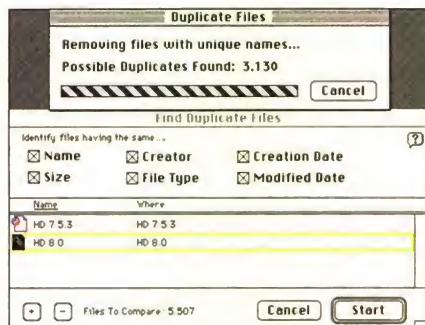 Duplicate Files
Removing files with unique names...
Possible Duplicates Found: 3.130
Cancel
Find Duplicate Files
Identify files having the same...
Name Creator Creation Date
Size File Type Modified Date
Name Where
HD 7.5.3 HD 7.5.3
HD 8.0 HD 8.0
+ - Files To Compare: 5.507 Cancel Start